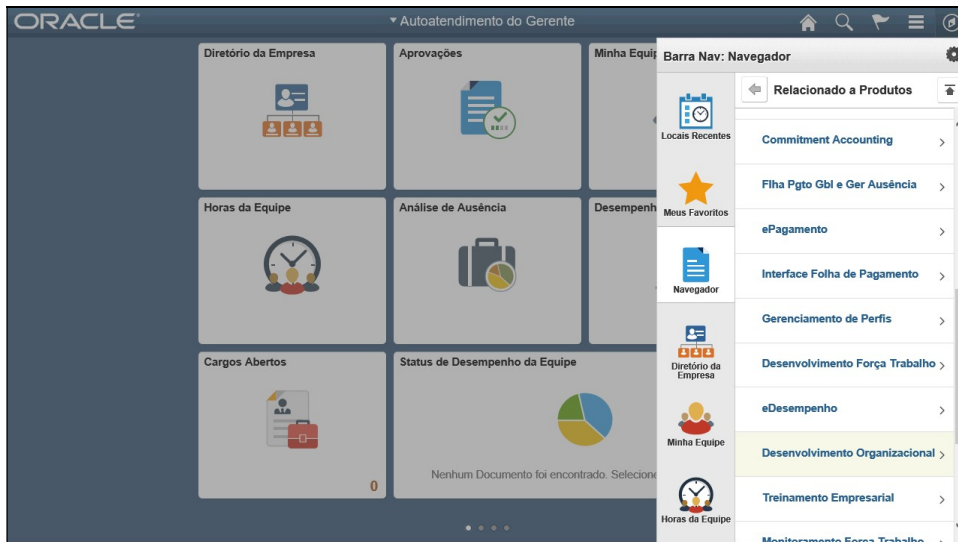 ORACLE
Autoatendimento do Gerente
Diretório da Empresa
Aprovações
Minha Equip
Horas da Equipe
Análise de Ausência
Desempenh
Cargos Abertos
0
Status de Desempenho da Equipe
Nenhum Documento foi encontrado. Selecione
Barra Nav: Navegador
Locais Recentes
Meus Favoritos
Navegador
Diretório da
Empresa
Minha Equipe
Horas da Equipe
Relacionado a Produtos
Commitment Accounting
Flha Pgto Gbl e Ger Ausência
ePagamento
Interface Folha de Pagamento
Gerenciamento de Perfis
Desenvolvimento Força Trabalho
eDesempenho
Desenvolvimento Organizacional
Treinamento Empresarial
Monitoramento Força Trabalho